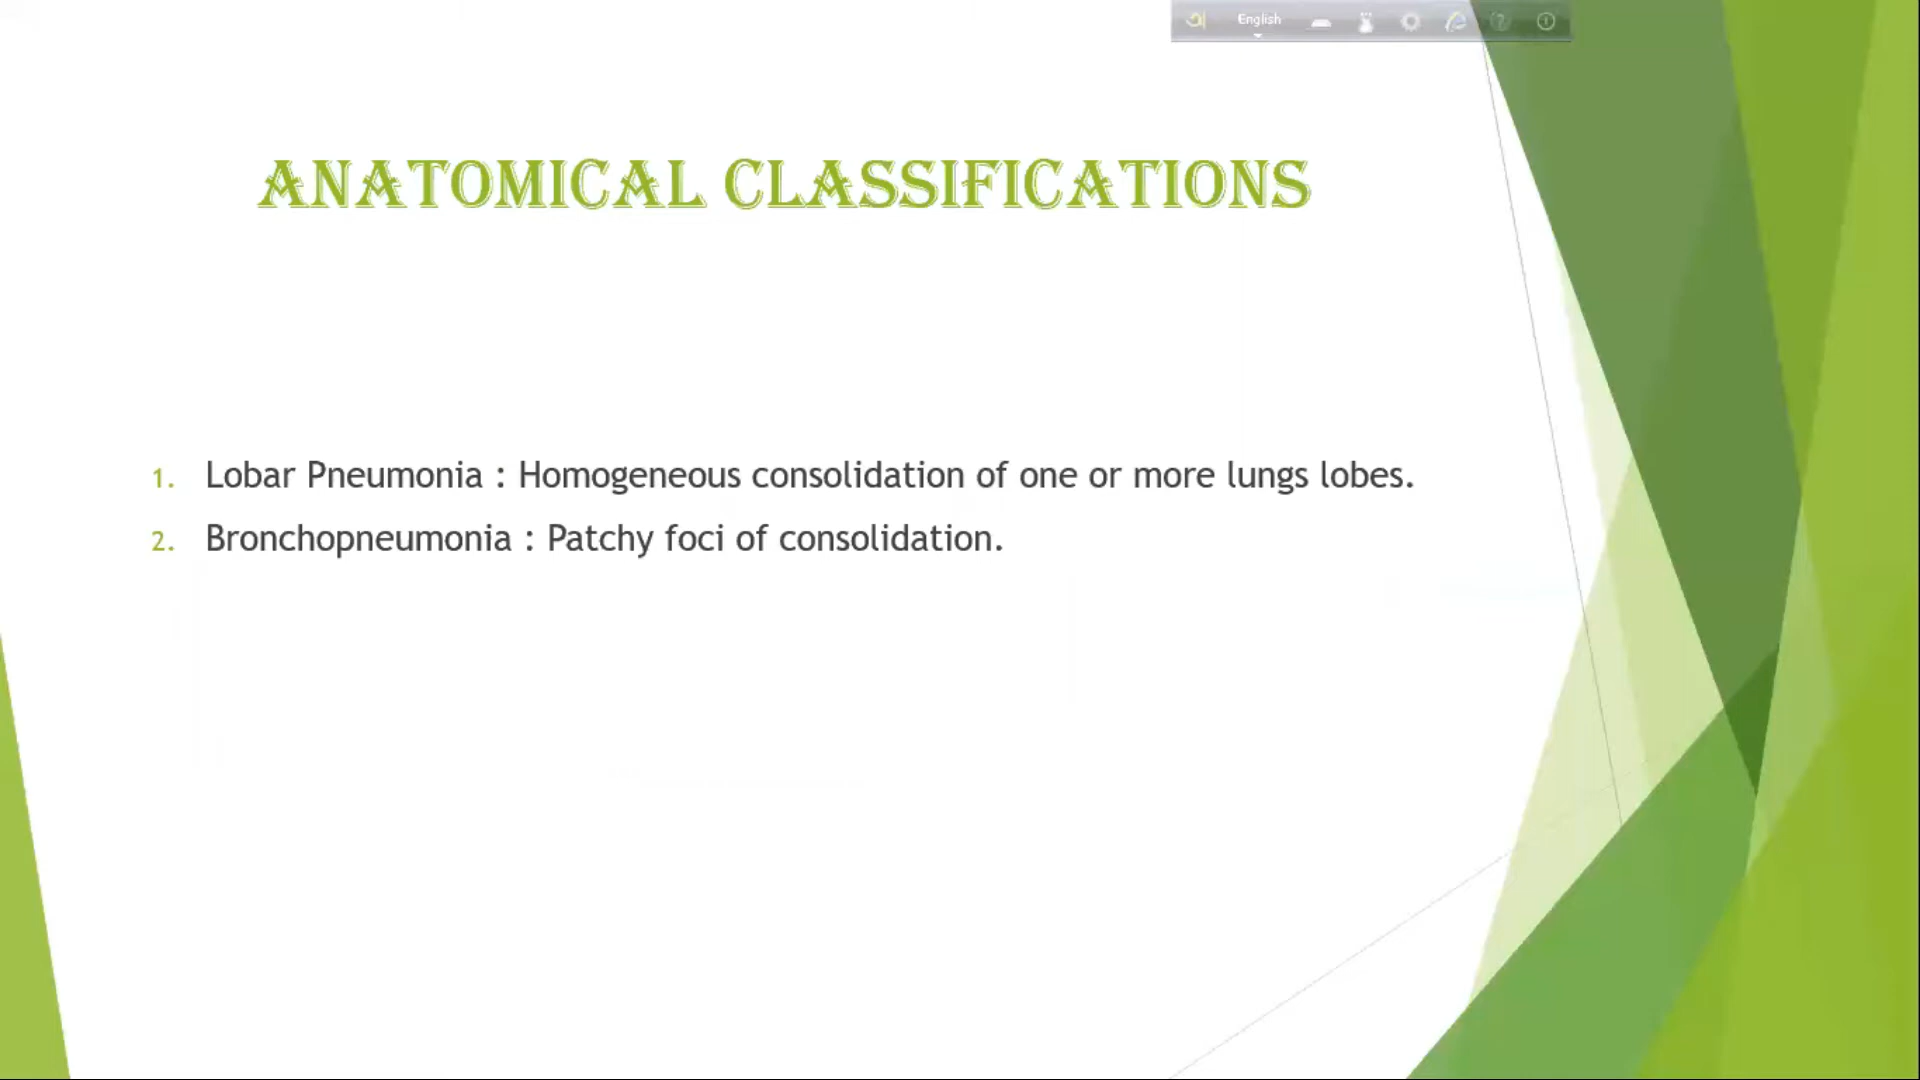 English
ANATOMICAL CLASSIFICATIONS
1. Lobar Pneumonia : Homogeneous consolidation of one or more lungs lobes.
2. Bronchopneumonia : Patchy foci of consolidation.